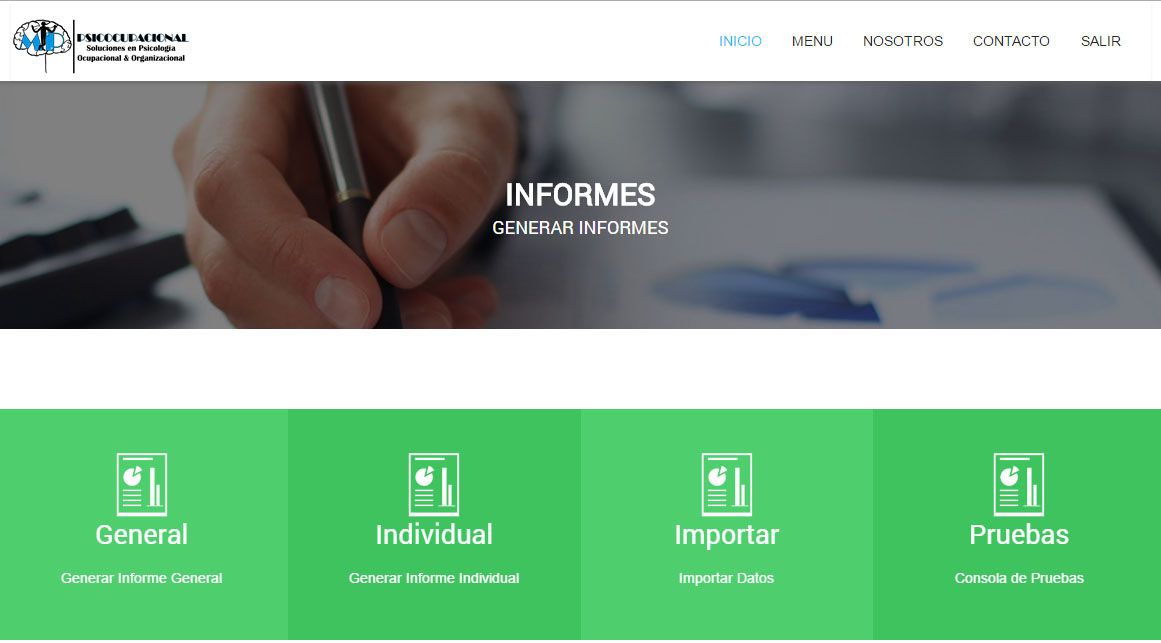 MD
PSICOCUPACIONAL
Soluciones en Psicología
Ocupacional & Organizacional
INICIO
MENU
NOSOTROS
CONTACTO
SALIR
INFORMES
GENERAR INFORMES
General
Generar Informe General
Individual
Generar Informe Individual
Importar
Importar Datos
Pruebas
Consola de Pruebas